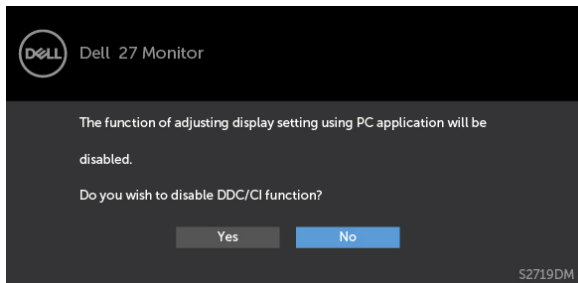 DELL
Dell 27 Monitor
The function of adjusting display setting using PC application will be
disabled.
Do you wish to disable DDC/CI function?
Yes
No
S2719DM